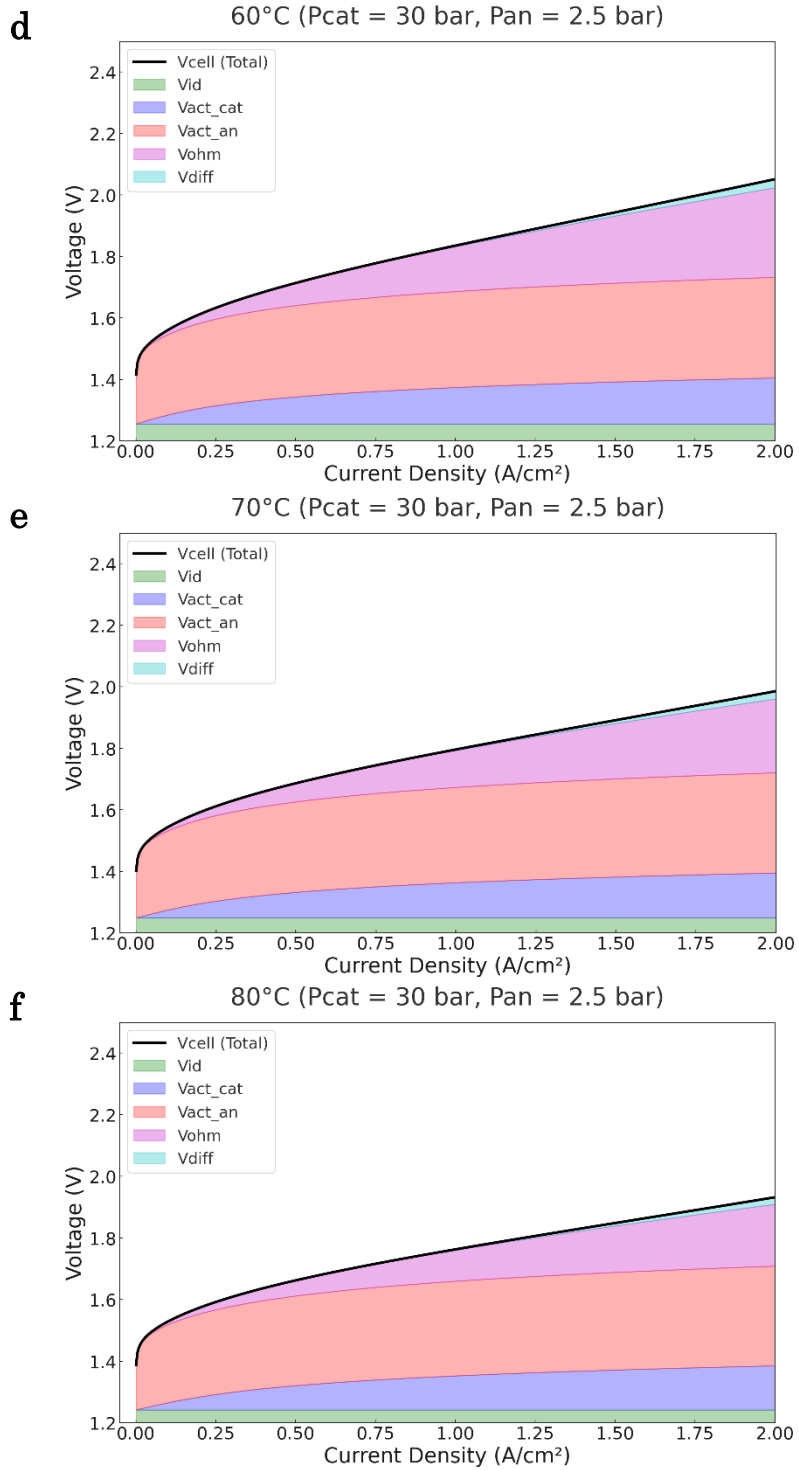 d
60°C (Pcat = 30 bar, Pan = 2.5 bar)
Vcell (Total)
Vid
Vact_cat
Vact_an
Vohm
Vdiff
Voltage (V)
2.4
2.2
2.0
1.8
1.6
1.4
1.2
0.00 0.25 0.50 0.75 1.00 1.25 1.50 1.75 2.00
Current Density (A/cm²)
e
70°C (Pcat = 30 bar, Pan = 2.5 bar)
Vcell (Total)
Vid
Vact_cat
Vact_an
Vohm
Vdiff
Voltage (V)
2.4
2.2
2.0
1.8
1.6
1.4
1.2
0.00 0.25 0.50 0.75 1.00 1.25 1.50 1.75 2.00
Current Density (A/cm²)
f
80°C (Pcat = 30 bar, Pan = 2.5 bar)
Vcell (Total)
Vid
Vact_cat
Vact_an
Vohm
Vdiff
Voltage (V)
2.4
2.2
2.0
1.8
1.6
1.4
1.2
0.00 0.25 0.50 0.75 1.00 1.25 1.50 1.75 2.00
Current Density (A/cm²)